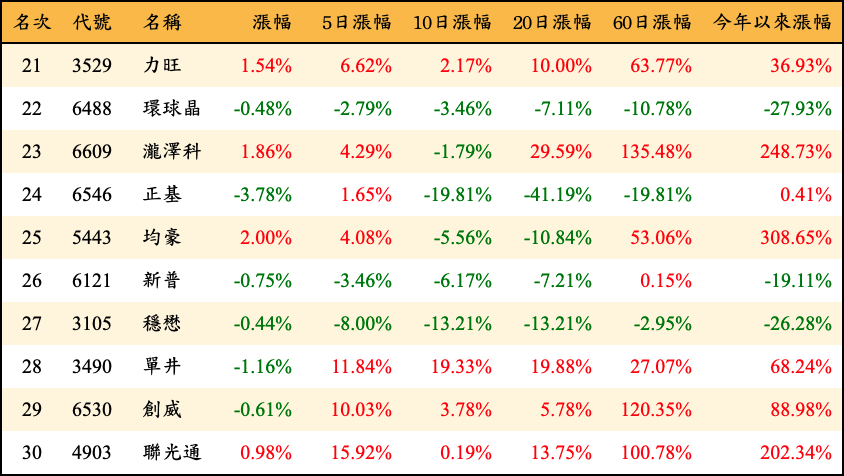 名次 代號 名稱 漲幅 5日漲幅 10日漲幅 20日漲幅 60日漲幅 今年以來漲幅
21 3529 力旺 1.54% 6.62% 2.17% 10.00% 63.77% 36.93%
22 6488 環球晶 -0.48% -2.79% -3.46% -7.11% -10.78% -27.93%
23 6609 瀧澤科 1.86% 4.29% -1.79% 29.59% 135.48% 248.73%
24 6546 正基 -3.78% 1.65% -19.81% -41.19% -19.81% 0.41%
25 5443 均豪 2.00% 4.08% -5.56% -10.84% 53.06% 308.65%
26 6121 新普 -0.75% -3.46% -6.17% -7.21% 0.15% -19.11%
27 3105 穩懋 -0.44% -8.00% -13.21% -13.21% -2.95% -26.28%
28 3490 單井 -1.16% 11.84% 19.33% 19.88% 27.07% 68.24%
29 6530 創威 -0.61% 10.03% 3.78% 5.78% 120.35% 88.98%
30 4903 聯光通 0.98% 15.92% 0.19% 13.75% 100.78% 202.34%